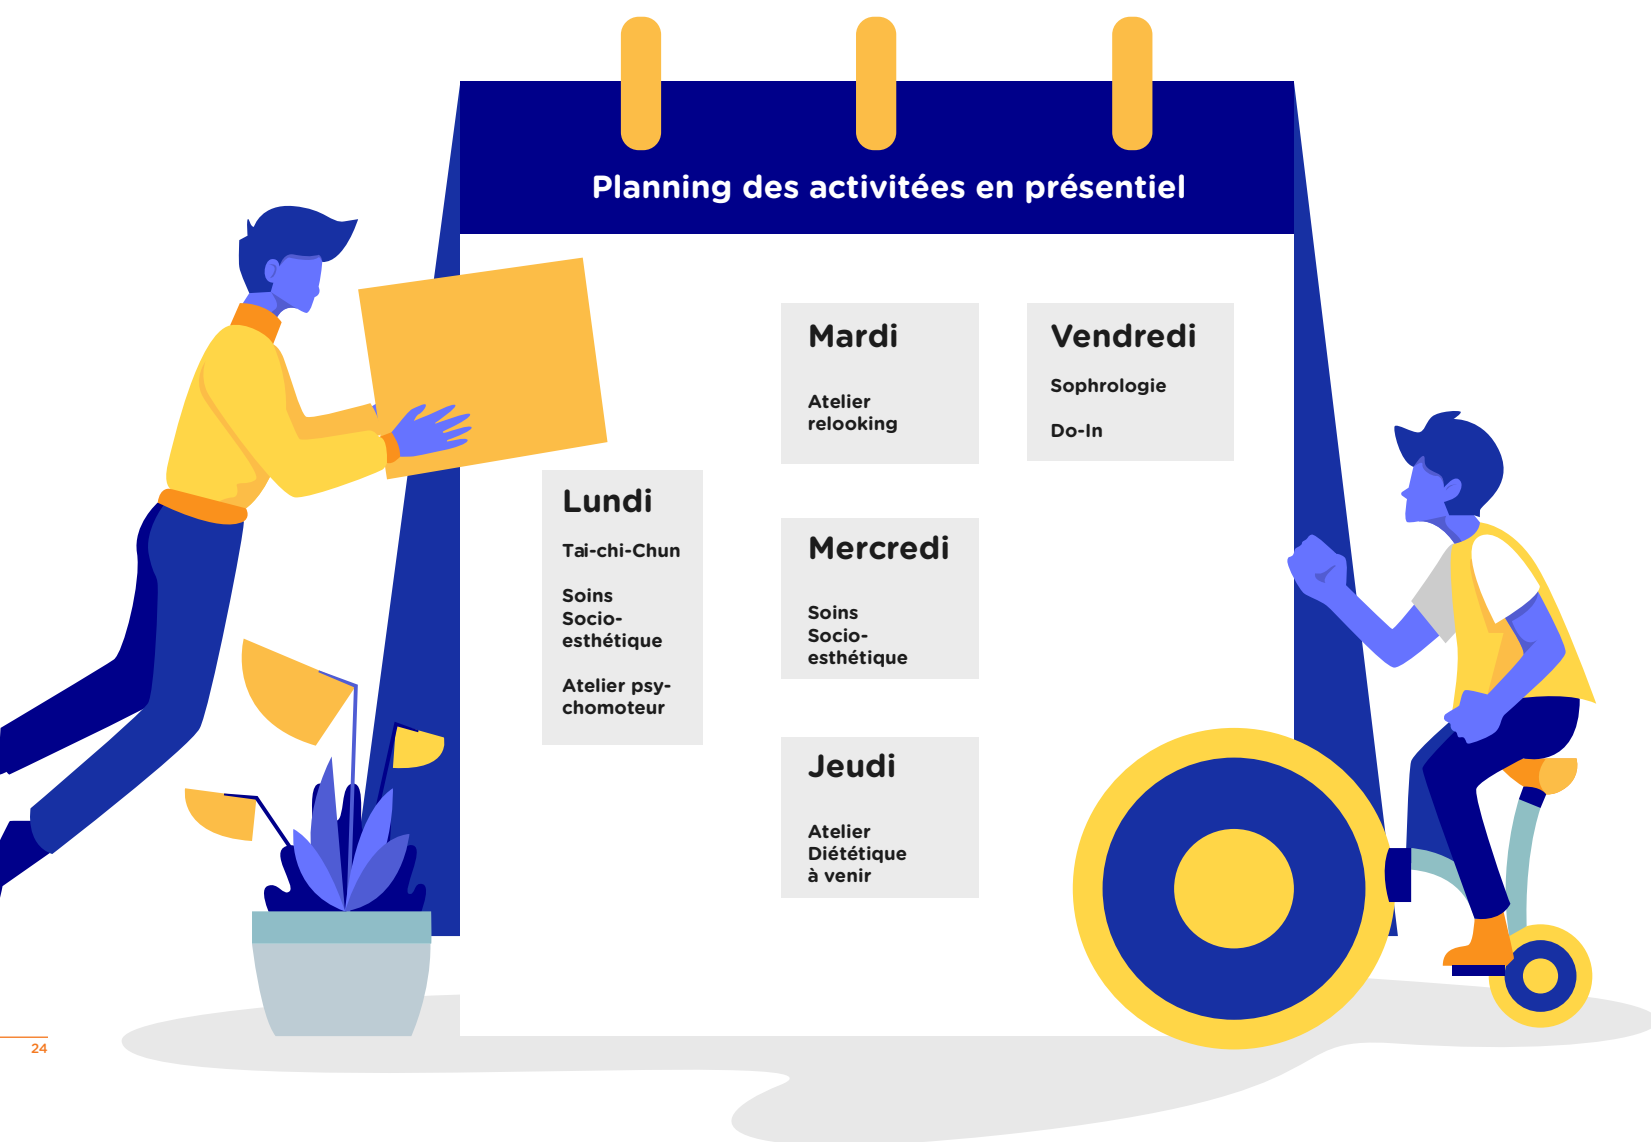 Planning des activitées en présentiel
Lundi
Tai-chi-Chun
Soins
Socio-
esthétique
Atelier psy-
chomoteur
Mardi
Atelier
relooking
Mercredi
Soins
Socio-
esthétique
Jeudi
Atelier
Diététique
à venir
Vendredi
Sophrologie
Do-In
24